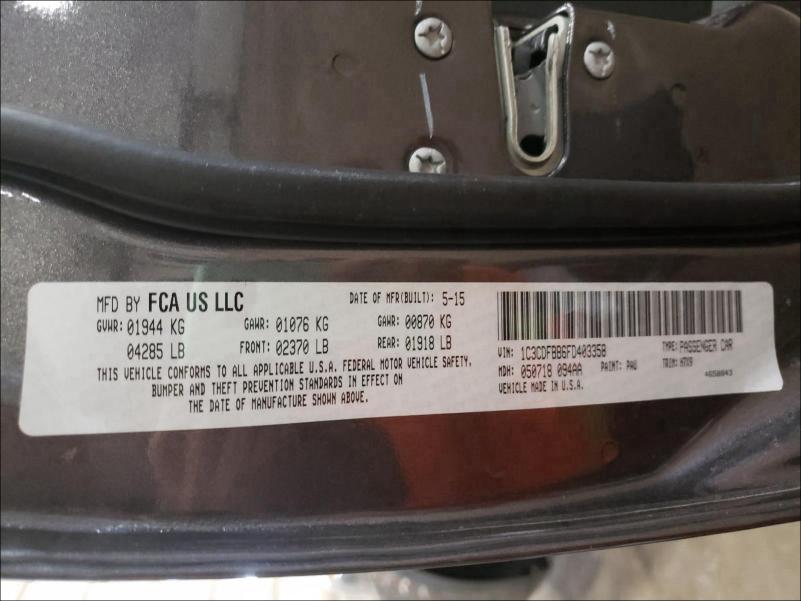 MFD BY FCA US LLC DATE OF MFR(BUILT): 5-15
GVWR: 01944 KG GAWR: 01076 KG GAWR: 00870 KG
04285 LB FRONT: 02370 LB REAR: 01918 LB
THIS VEHICLE CONFORMS TO ALL APPLICABLE U.S.A. FEDERAL MOTOR VEHICLE SAFETY,
BUMPER AND THEFT PREVENTION STANDARDS IN EFFECT ON
THE DATE OF MANUFACTURE SHOWN ABOVE.
VIN: 1C3CDFBB6FD403358 TYPE: PASSENGER CAR
MDH: 050718 094AA PAINT: PAU TRIM: H7X9
VEHICLE MADE IN U.S.A. 4658043